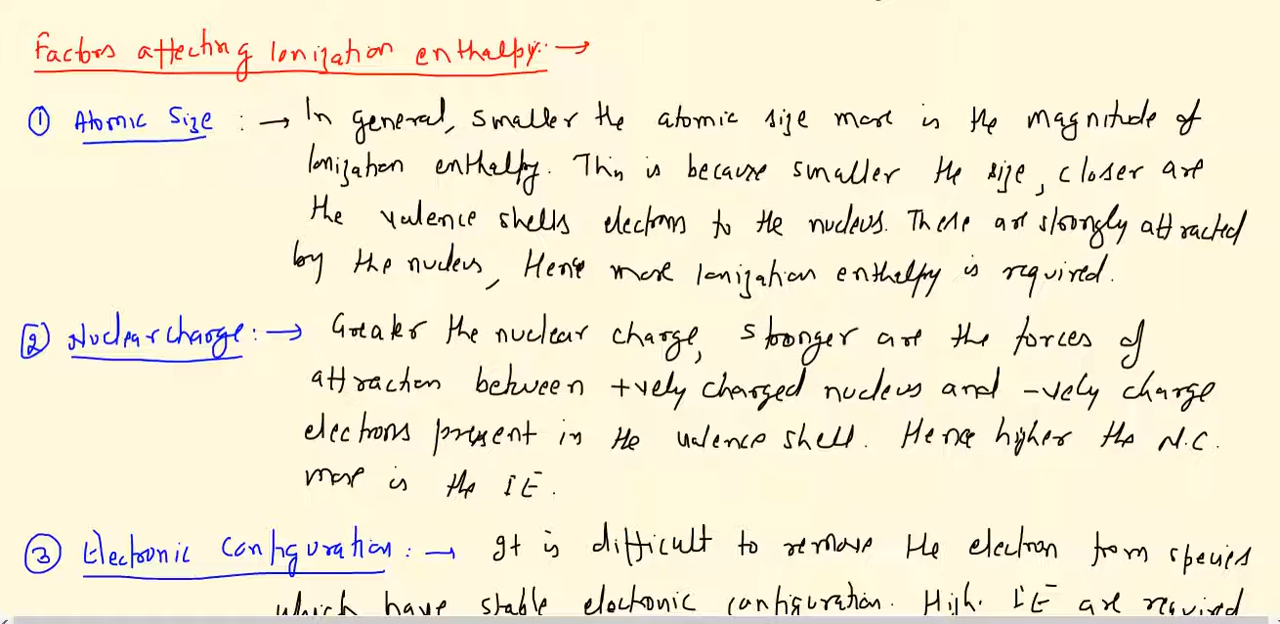 Factors affecting Ionization enthalpy: →
① Atomic Size : → In general, smaller the atomic size more is the magnitude of
Ionization enthalpy. This is because smaller the size, closer are
the valence shells electrons to the nucleus. These are strongly attracted
by the nucleus, Hence more Ionization enthalpy is required.
② Nuclear charge : → Greater the nuclear charge, stronger are the forces of
attraction between +vely charged nucleus and -vely charge
electrons present in the valence shell. Hence higher the N.C.
more is the IE.
③ Electronic Configuration : → It is difficult to remove the electron from species
which have stable electronic configuration. High IE are required